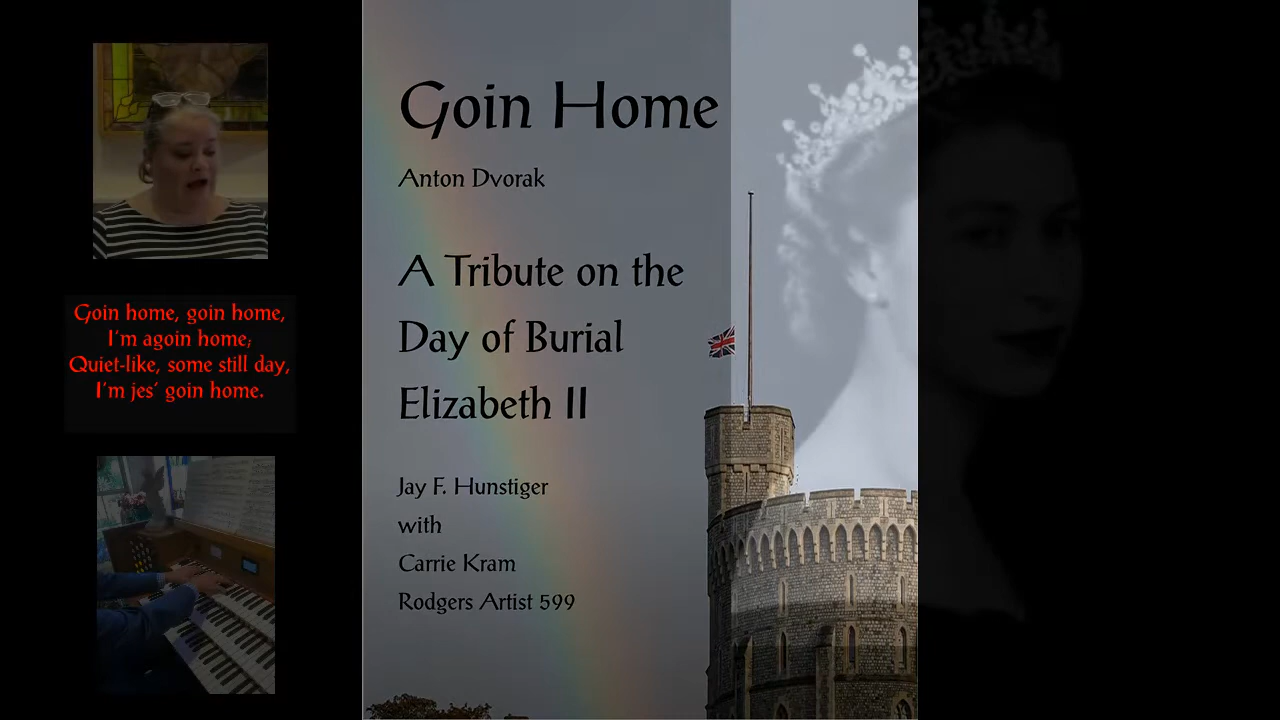 Goin home, goin home,
I'm agoin home;
Quiet-like, some still day,
I'm jes' goin home.
Goin Home
Anton Dvorak
A Tribute on the
Day of Burial
Elizabeth II
Jay F. Hunstiger
with
Carrie Kram
Rodgers Artist 599